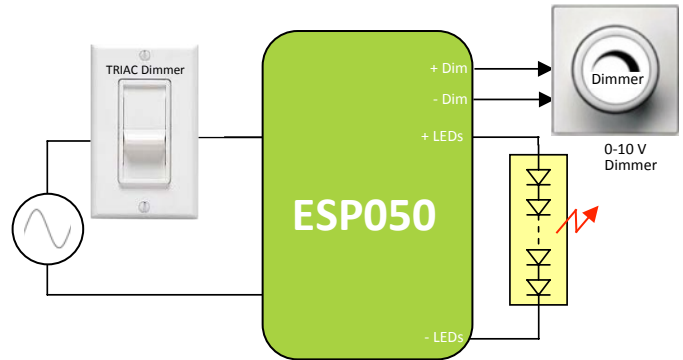 TRIAC Dimmer
ESP050
+ Dim
- Dim
+ LEDs
- LEDs
Dimmer
0-10 V
Dimmer